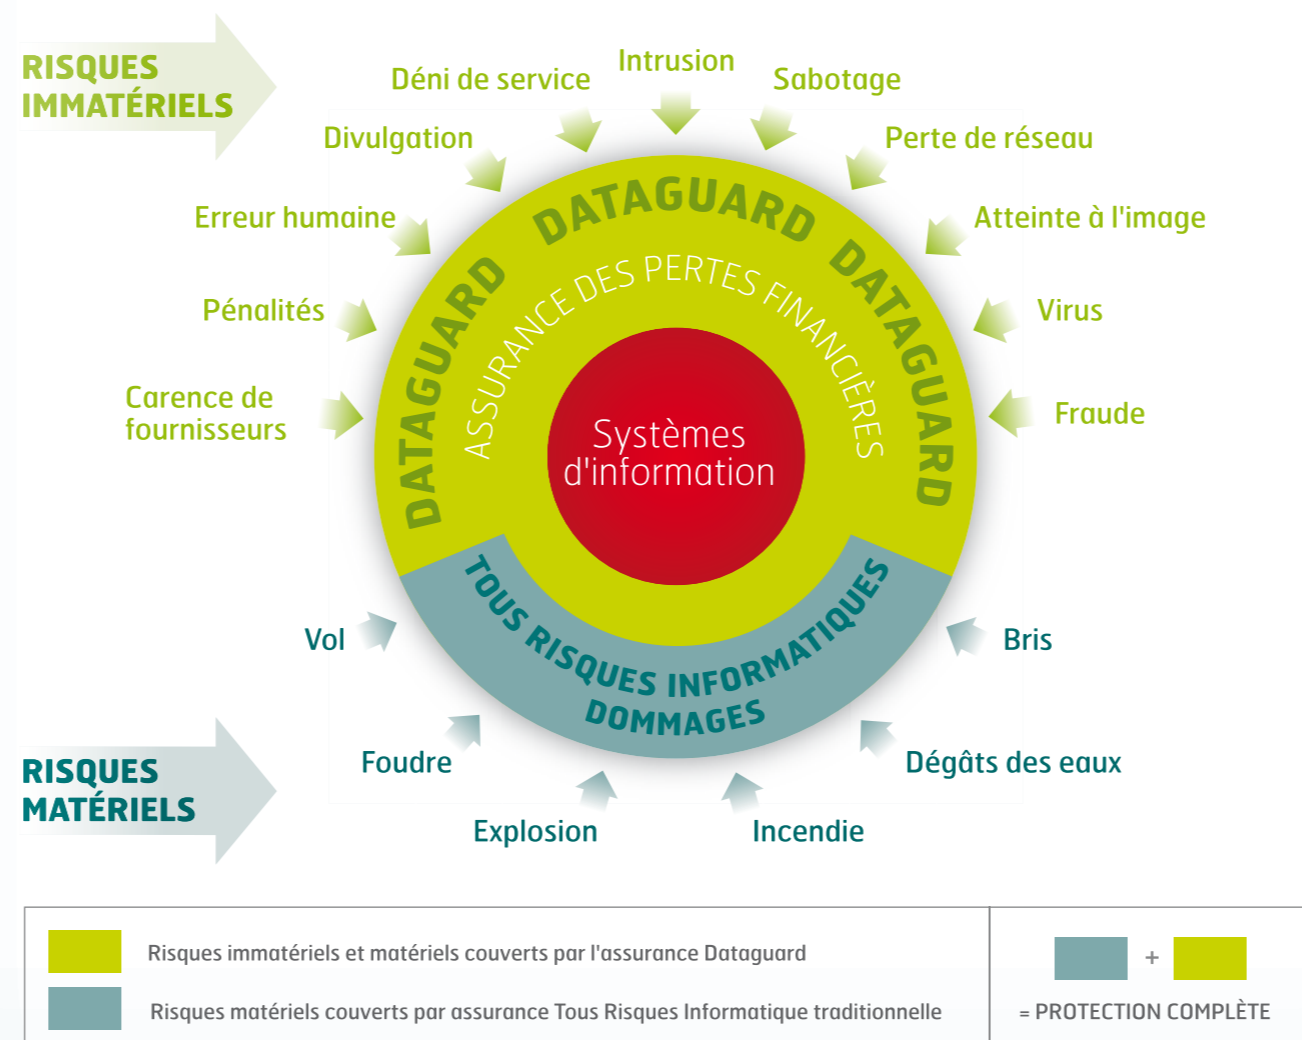 RISQUES
IMMATÉRIELS
Intrusion
Déni de service
Sabotage
Divulgation
Perte de réseau
Erreur humaine
Atteinte à l'image
Pénalités
Virus
Carence de
fournisseurs
Fraude
DATAGUARD
DATAGUARD
DATAGUARD
ASSURANCE DES PERTES FINANCIÈRES
Systèmes
d'information
TOUS RISQUES INFORMATIQUES
DOMMAGES
Vol
Bris
Foudre
Dégâts des eaux
Explosion
Incendie
RISQUES
MATÉRIELS
Risques immatériels et matériels couverts par l'assurance Dataguard
Risques matériels couverts par assurance Tous Risques Informatique traditionnelle
+
= PROTECTION COMPLÈTE